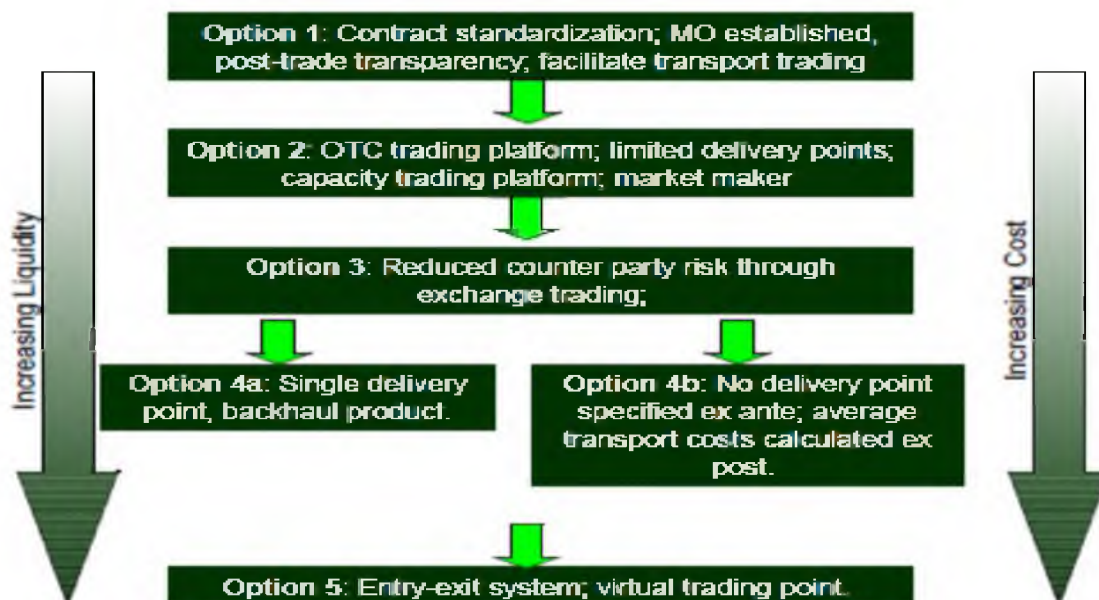 Option 1: Contract standardization; MO established,
post-trade transparency; facilitate transport trading
Option 2: OTC trading platform; limited delivery points;
capacity trading platform; market maker
Option 3: Reduced counter party risk through
exchange trading;
Option 4a: Single delivery
point, backhaul product.
Option 4b: No delivery point
specified ex ante; average
transport costs calculated ex
post.
Option 5: Entry-exit system; virtual trading point.
Increasing Liquidity
Increasing Cost